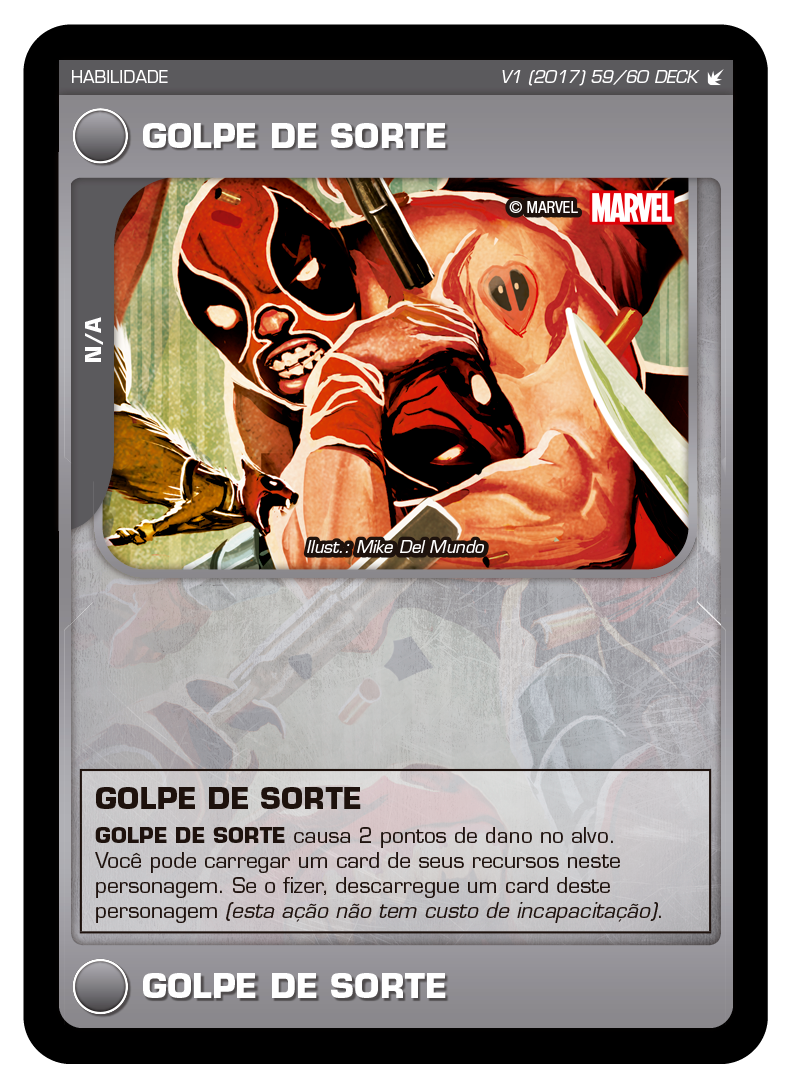 HABILIDADE
V1 (2017) 59/60 DECK
GOLPE DE SORTE
© MARVEL MARVEL
N/A
Ilust.: Mike Del Mundo
GOLPE DE SORTE
GOLPE DE SORTE causa 2 pontos de dano no alvo.
Você pode carregar um card de seus recursos neste
personagem. Se o fizer, descarregue um card deste
personagem (esta ação não tem custo de incapacitação).
GOLPE DE SORTE